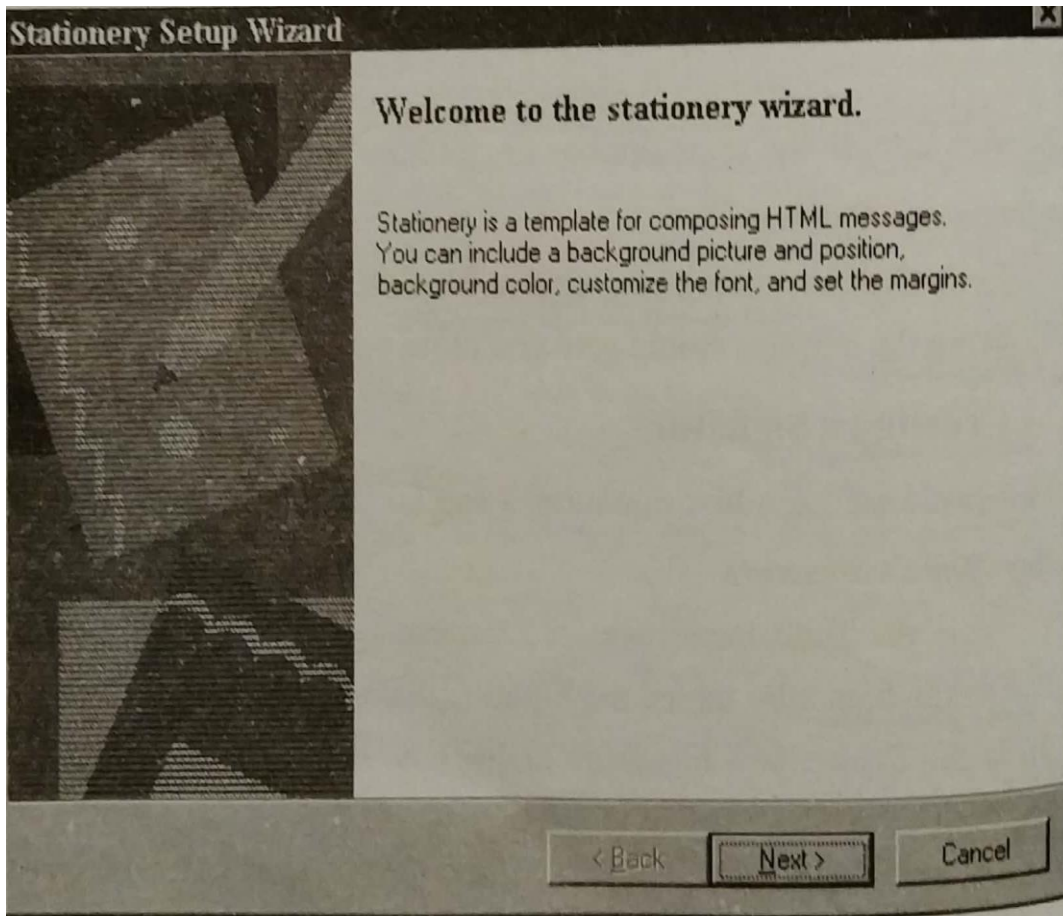 Stationery Setup Wizard
X
Welcome to the stationery wizard.
Stationery is a template for composing HTML messages.
You can include a background picture and position,
background color, customize the font, and set the margins.
< Back
Next >
Cancel